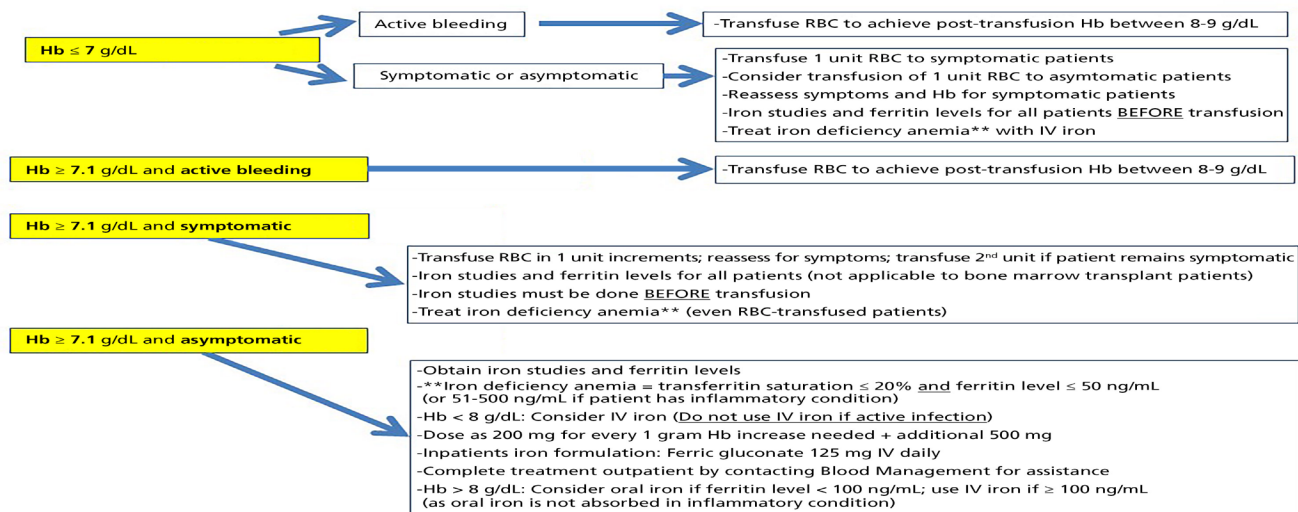 Active bleeding
-Transfuse RBC to achieve post-transfusion Hb between 8-9 g/dL
Hb ≤ 7 g/dL
Symptomatic or asymptomatic
-Transfuse 1 unit RBC to symptomatic patients
-Consider transfusion of 1 unit RBC to asymtomatic patients
-Reassess symptoms and Hb for symptomatic patients
-Iron studies and ferritin levels for all patients BEFORE transfusion
-Treat iron deficiency anemia** with IV iron
Hb ≥ 7.1 g/dL and active bleeding
-Transfuse RBC to achieve post-transfusion Hb between 8-9 g/dL
Hb ≥ 7.1 g/dL and symptomatic
-Transfuse RBC in 1 unit increments; reassess for symptoms; transfuse 2nd unit if patient remains symptomatic
-Iron studies and ferritin levels for all patients (not applicable to bone marrow transplant patients)
-Iron studies must be done BEFORE transfusion
-Treat iron deficiency anemia** (even RBC-transfused patients)
Hb ≥ 7.1 g/dL and asymptomatic
-Obtain iron studies and ferritin levels
-**Iron deficiency anemia = transferritin saturation ≤ 20% and ferritin level ≤ 50 ng/mL
(or 51-500 ng/mL if patient has inflammatory condition)
-Hb < 8 g/dL: Consider IV iron (Do not use IV iron if active infection)
-Dose as 200 mg for every 1 gram Hb increase needed + additional 500 mg
-Inpatients iron formulation: Ferric gluconate 125 mg IV daily
-Complete treatment outpatient by contacting Blood Management for assistance
-Hb > 8 g/dL: Consider oral iron if ferritin level < 100 ng/mL; use IV iron if ≥ 100 ng/mL
(as oral iron is not absorbed in inflammatory condition)